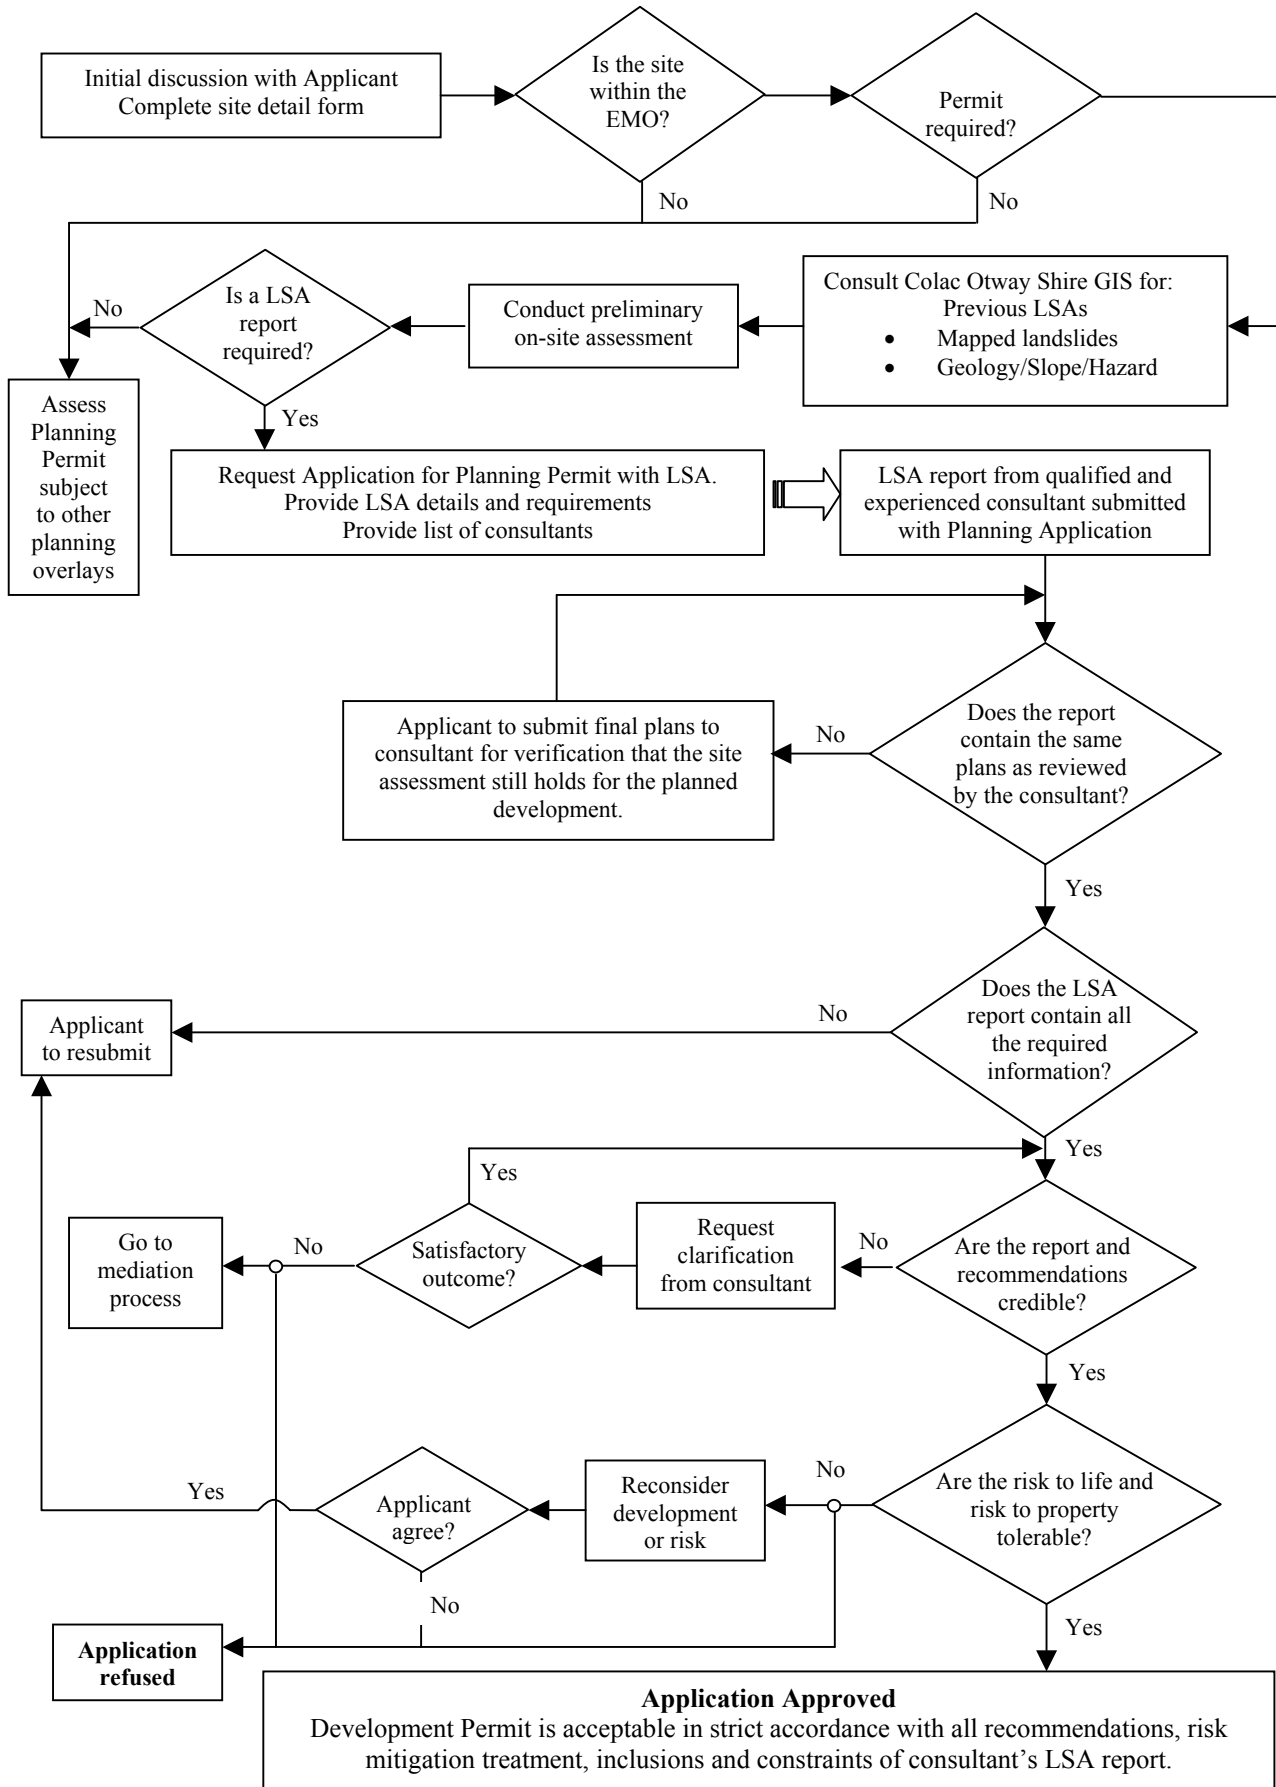 Initial discussion with Applicant
Complete site detail form
Is the site
within the
EMO?
Permit
required?
No
No
Is a LSA
report
required?
No
Yes
Conduct preliminary
on-site assessment
Consult Colac Otway Shire GIS for:
Previous LSAs
• Mapped landslides
• Geology/Slope/Hazard
Assess
Planning
Permit
subject
to other
planning
overlays
Request Application for Planning Permit with LSA.
Provide LSA details and requirements
Provide list of consultants
LSA report from qualified and
experienced consultant submitted
with Planning Application
Does the report
contain the same
plans as reviewed
by the consultant?
No
Yes
Applicant to submit final plans to
consultant for verification that the site
assessment still holds for the planned
development.
Does the LSA
report contain all
the required
information?
No
Yes
Applicant
to resubmit
Are the report and
recommendations
credible?
No
Yes
Request
clarification
from consultant
Satisfactory
outcome?
Yes
No
Go to
mediation
process
Are the risk to life and
risk to property
tolerable?
No
Yes
Reconsider
development
or risk
Applicant
agree?
Yes
No
Application
refused
Application Approved
Development Permit is acceptable in strict accordance with all recommendations, risk
mitigation treatment, inclusions and constraints of consultant’s LSA report.